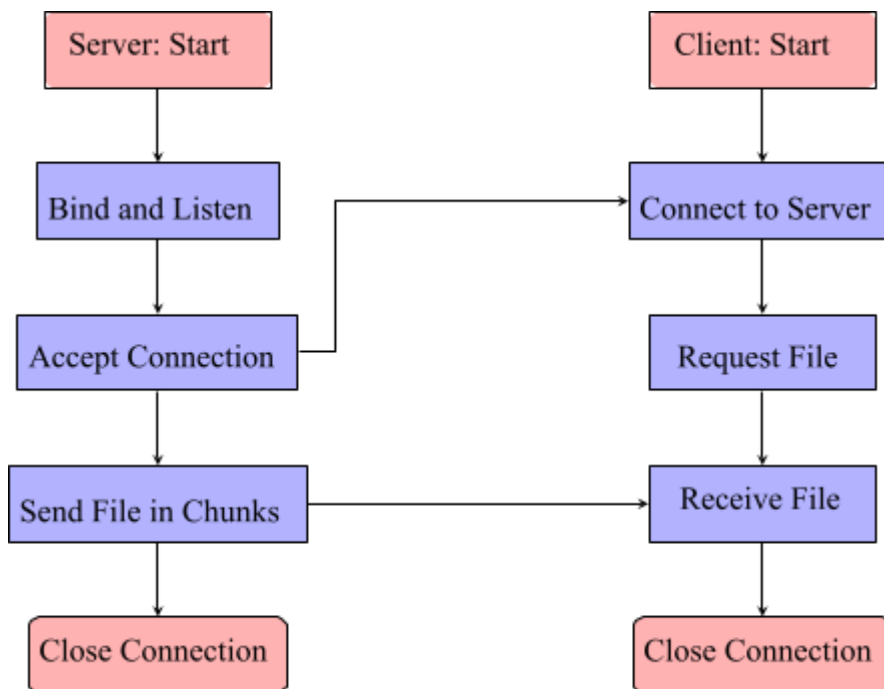 Server: Start
Client: Start
Bind and Listen
Connect to Server
Accept Connection
Request File
Send File in Chunks
Receive File
Close Connection
Close Connection